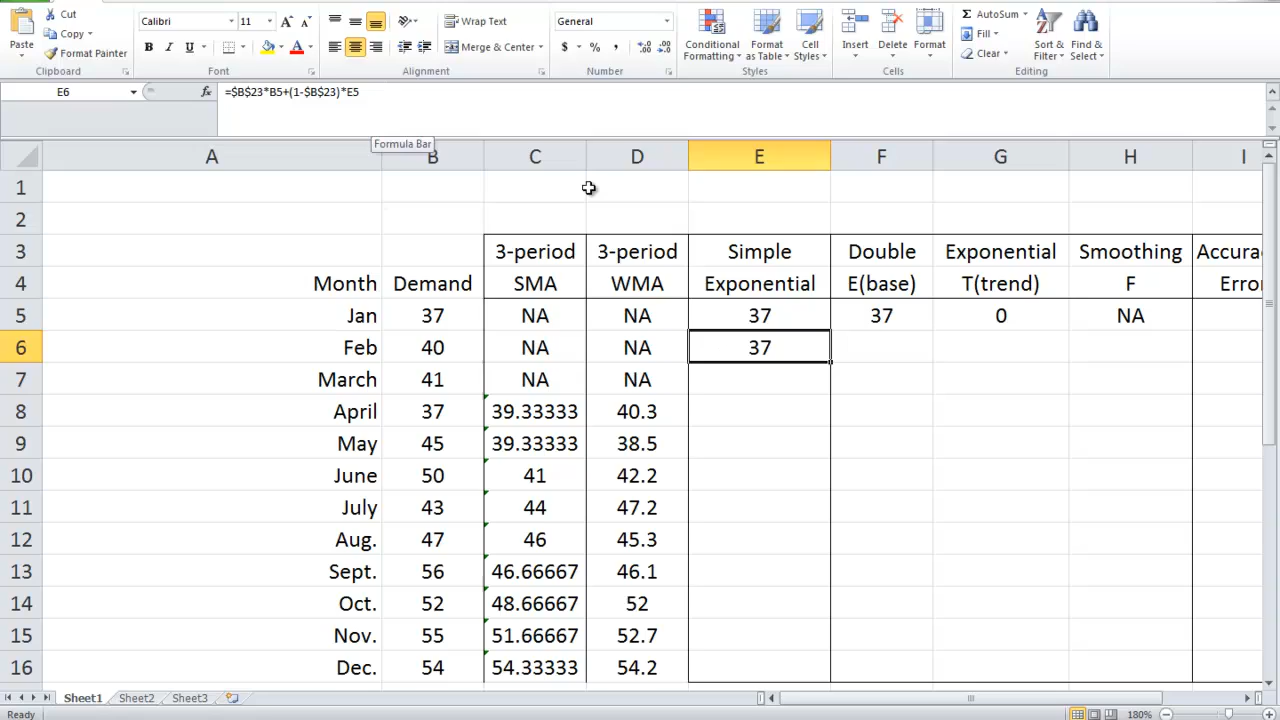 Cut
Copy
Format Painter
Paste
Clipboard
Calibri 11
B I U
Font
Wrap Text
Merge & Center
Alignment
General
$ % ,
Number
Conditional Formatting
Format as Table
Cell Styles
Styles
Insert
Delete
Format
Cells
AutoSum
Fill
Clear
Sort & Filter
Find & Select
Editing
E6 fx =$B$23*B5+(1-$B$23)*E5
Formula Bar
A B C D E F G H I
1
2
3 3-period 3-period Simple Double Exponential Smoothing Accura
4 Month Demand SMA WMA Exponential E(base) T(trend) F Erro
5 Jan 37 NA NA 37 37 0 NA
6 Feb 40 NA NA 37
7 March 41 NA NA
8 April 37 39.33333 40.3
9 May 45 39.33333 38.5
10 June 50 41 42.2
11 July 43 44 47.2
12 Aug. 47 46 45.3
13 Sept. 56 46.66667 46.1
14 Oct. 52 48.66667 52
15 Nov. 55 51.66667 52.7
16 Dec. 54 54.33333 54.2
Sheet1 Sheet2 Sheet3
Ready 180%